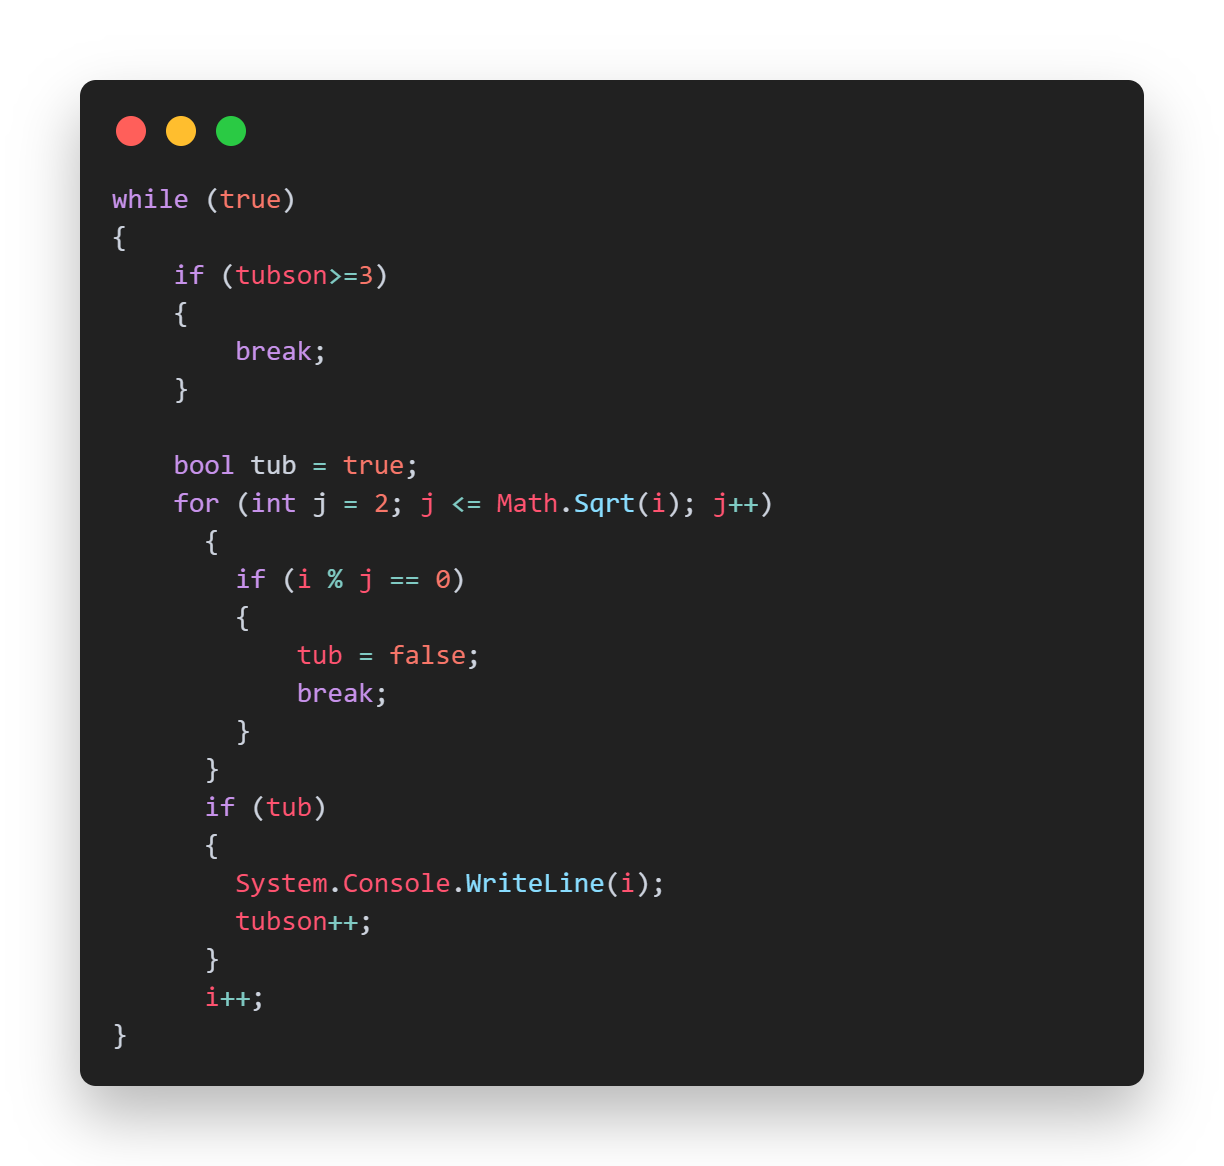 while (true)
{
    if (tubson>=3)
    {
        break;
    }

    bool tub = true;
    for (int j = 2; j <= Math.Sqrt(i); j++)
      {
        if (i % j == 0)
        {
            tub = false;
            break;
        }
      }
      if (tub)
      {
        System.Console.WriteLine(i);
        tubson++;
      }
      i++;
}